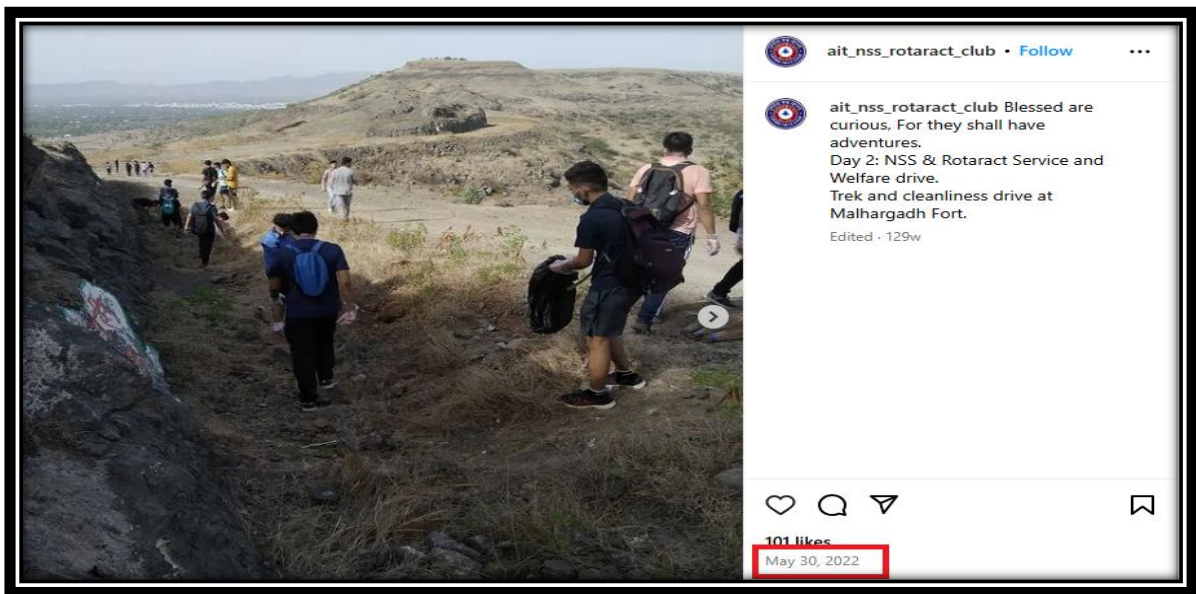 ait_nss_rotaract_club • Follow
ait_nss_rotaract_club Blessed are
curious, For they shall have
adventures.
Day 2: NSS & Rotaract Service and
Welfare drive.
Trek and cleanliness drive at
Malhargadh Fort.
Edited · 129w
101 likes
May 30, 2022